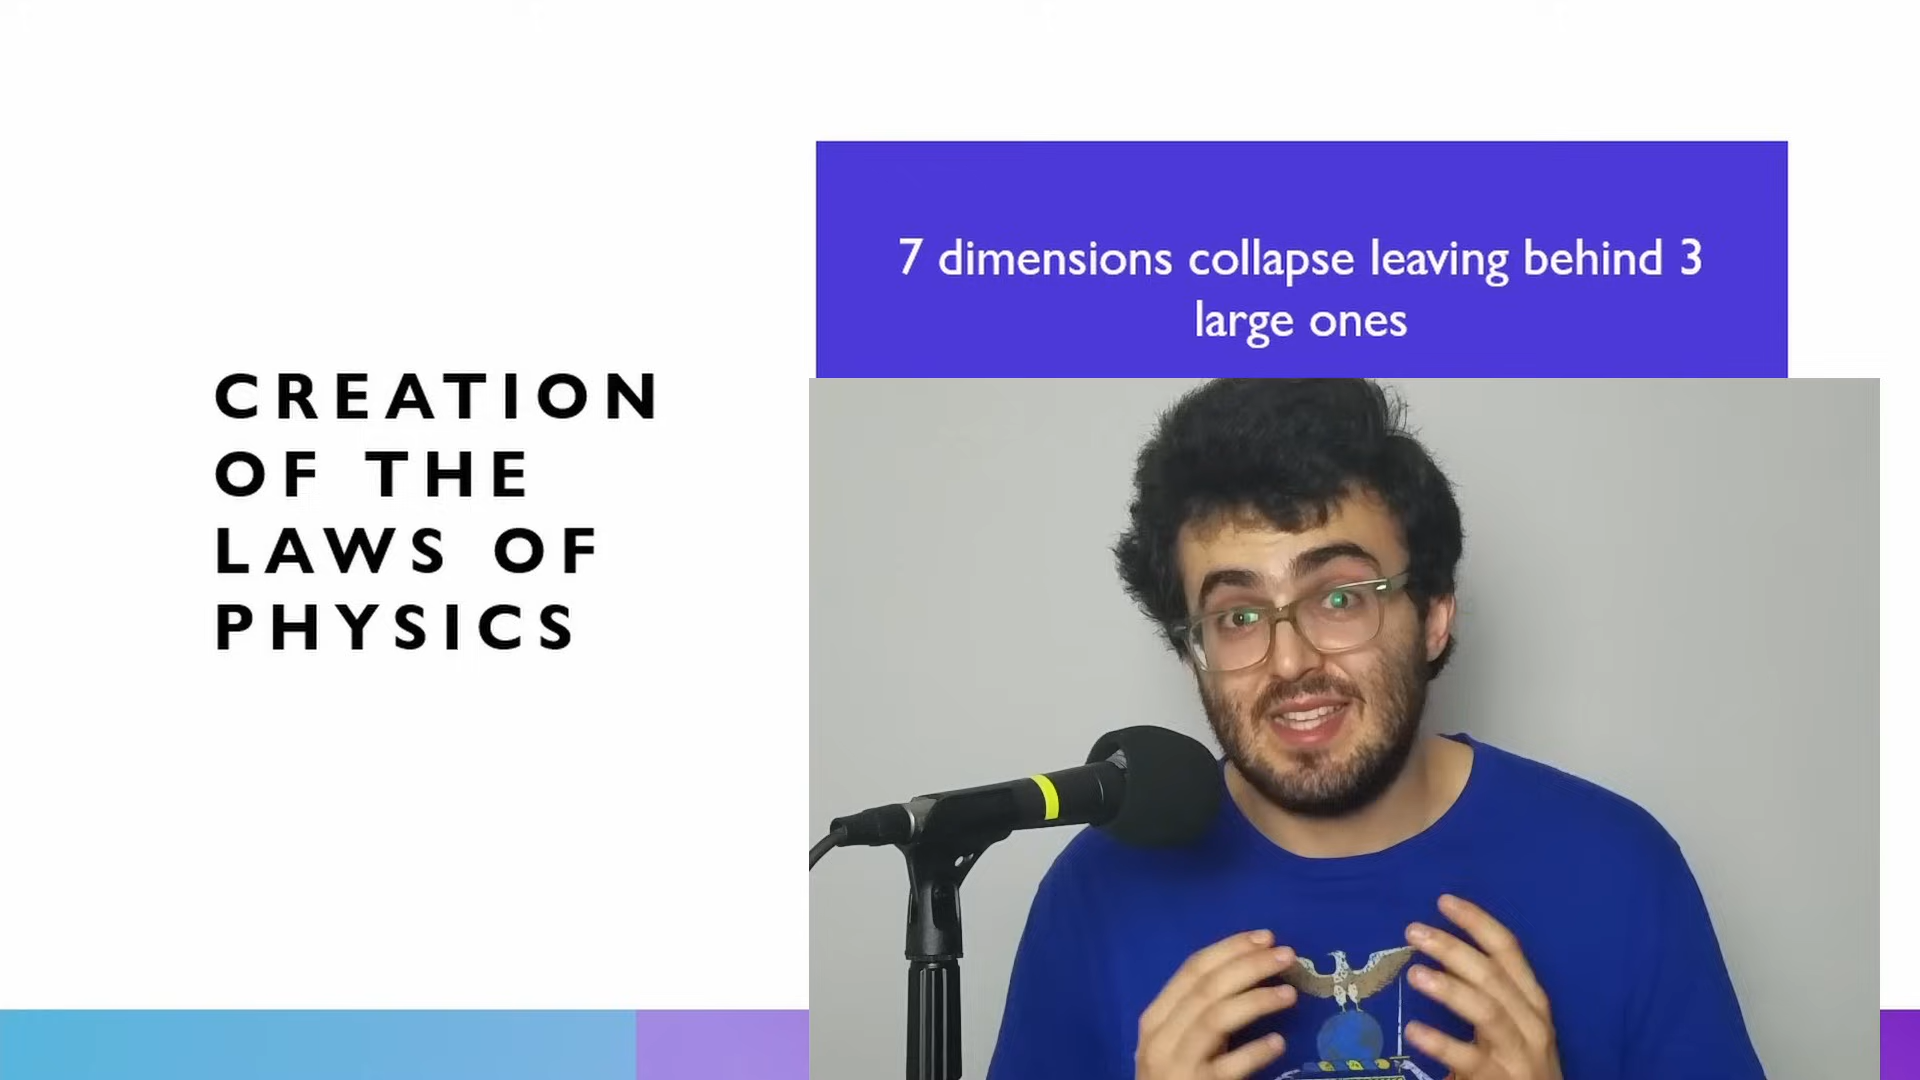 CREATION
OF THE
LAWS OF
PHYSICS
7 dimensions collapse leaving behind 3
large ones